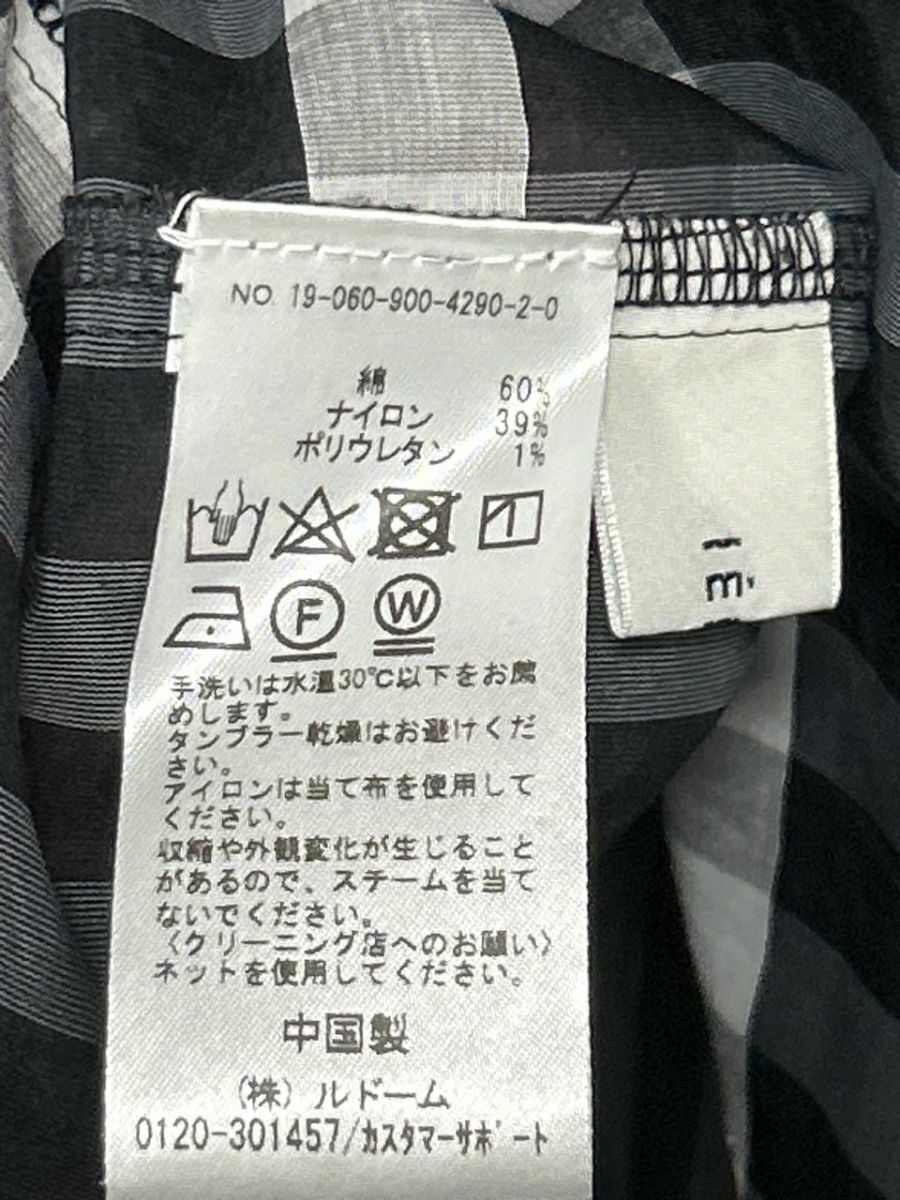 NO 19-060-900-4290-2-0
綿 60%
ナイロン 39%
ポリウレタン 1%
F
W
手洗いは水温30℃以下をお薦
めします。
タンブラー乾燥はお避けくだ
さい。
アイロンは当て布を使用して
ください。
収縮や外観変化が生じること
があるので、スチームを当て
ないでください。
〈クリーニング店へのお願い〉
ネットを使用してください。
中国製
(株) ルドーム
0120-301457/カスタマーサポート